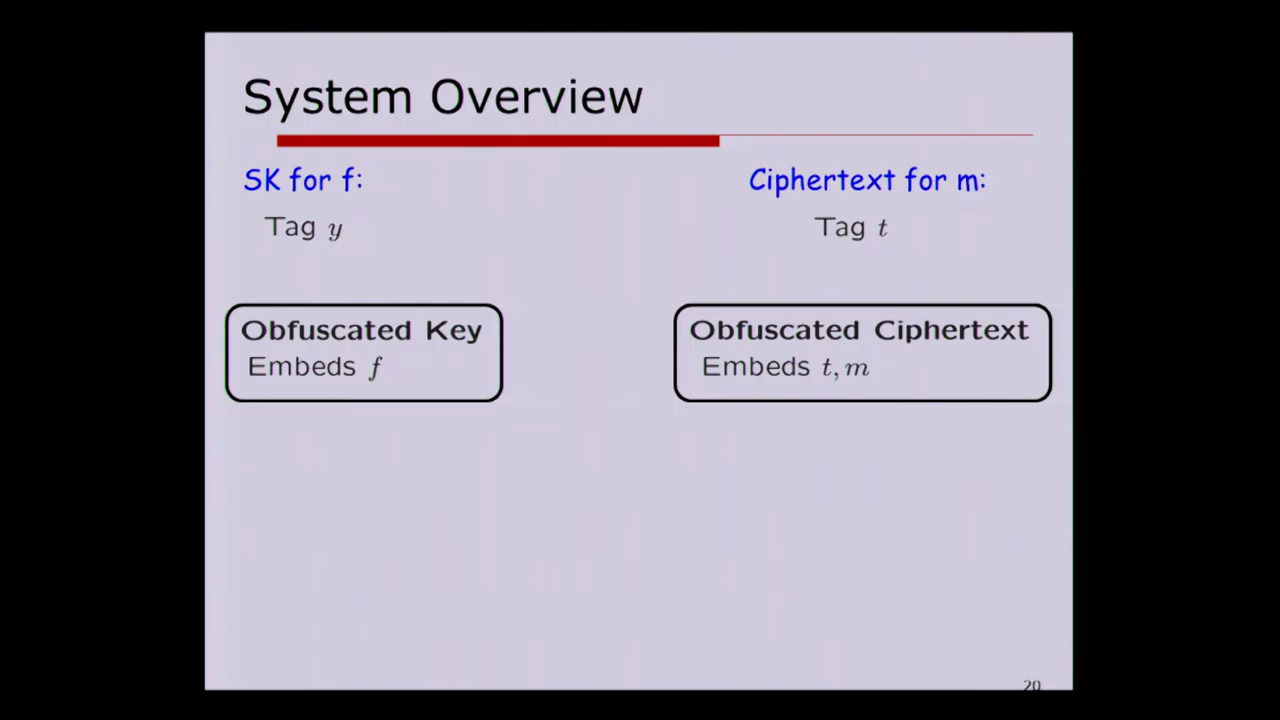 System Overview
SK for f:
Tag y
Obfuscated Key
Embeds f
Ciphertext for m:
Tag t
Obfuscated Ciphertext
Embeds t, m
20